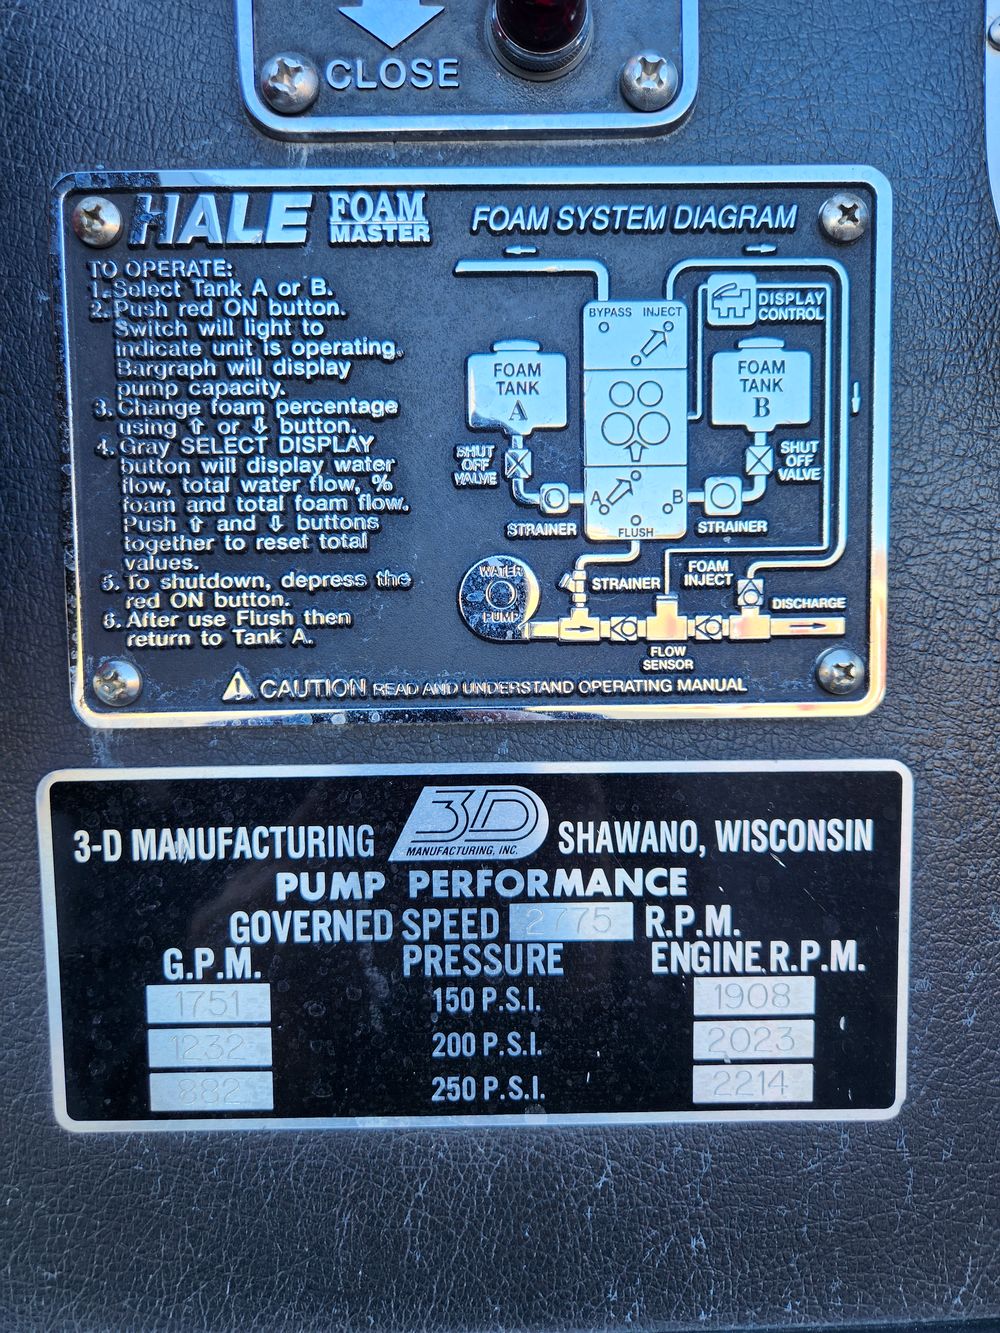 CLOSE
HALE FOAM MASTER
FOAM SYSTEM DIAGRAM
TO OPERATE:
1. Select Tank A or B.
2. Push red ON button.
Switch will light to
indicate unit is operating.
Bargraph will display
pump capacity.
3. Change foam percentage
using ⇧ or ⇩ button.
4. Gray SELECT DISPLAY
button will display water
flow, total water flow, %
foam and total foam flow.
Push ⇧ and ⇩ buttons
together to reset total
values.
5. To shutdown, depress the
red ON button.
6. After use Flush then
return to Tank A.
BYPASS INJECT
DISPLAY
CONTROL
FOAM
TANK
A
FOAM
TANK
B
SHUT
OFF
VALVE
SHUT
OFF
VALVE
A
B
STRAINER
FLUSH
STRAINER
WATER
PUMP
STRAINER
FOAM
INJECT
DISCHARGE
FLOW
SENSOR
CAUTION READ AND UNDERSTAND OPERATING MANUAL
3-D MANUFACTURING 3D MANUFACTURING, INC. SHAWANO, WISCONSIN
PUMP PERFORMANCE
GOVERNED SPEED 2775 R.P.M.
G.P.M. PRESSURE ENGINE R.P.M.
1751 150 P.S.I. 1908
1232 200 P.S.I. 2023
882 250 P.S.I. 2214